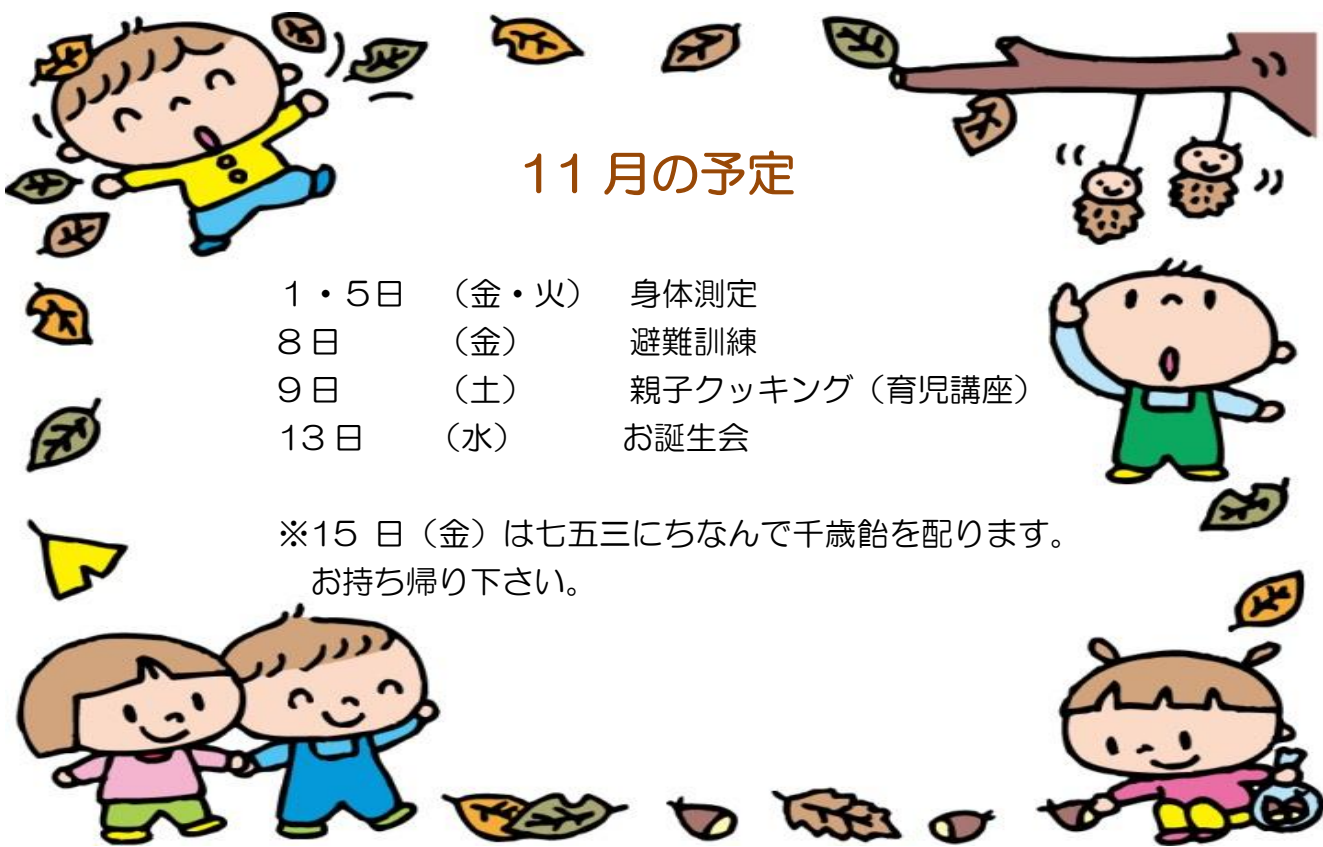 11 月の予定
1・5日 （金・火） 身体測定
8日 （金） 避難訓練
9日 （土） 親子クッキング（育児講座）
13日 （水） お誕生会
※15 日（金）は七五三にちなんで千歳飴を配ります。
お持ち帰り下さい。